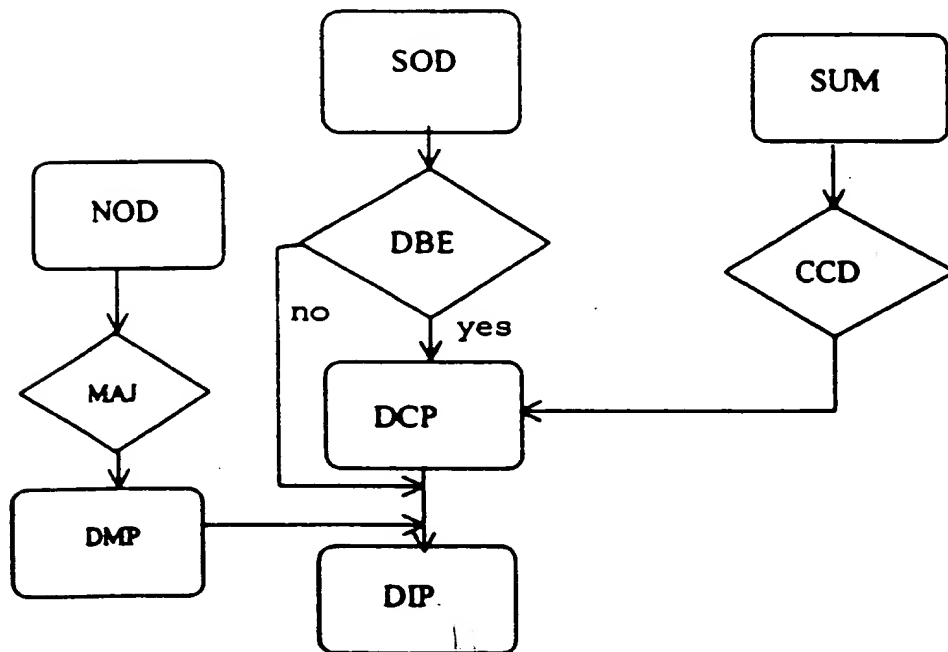 SOD
SUM
NOD
DBE
CCD
no
yes
MAJ
DCP
DMP
DIP